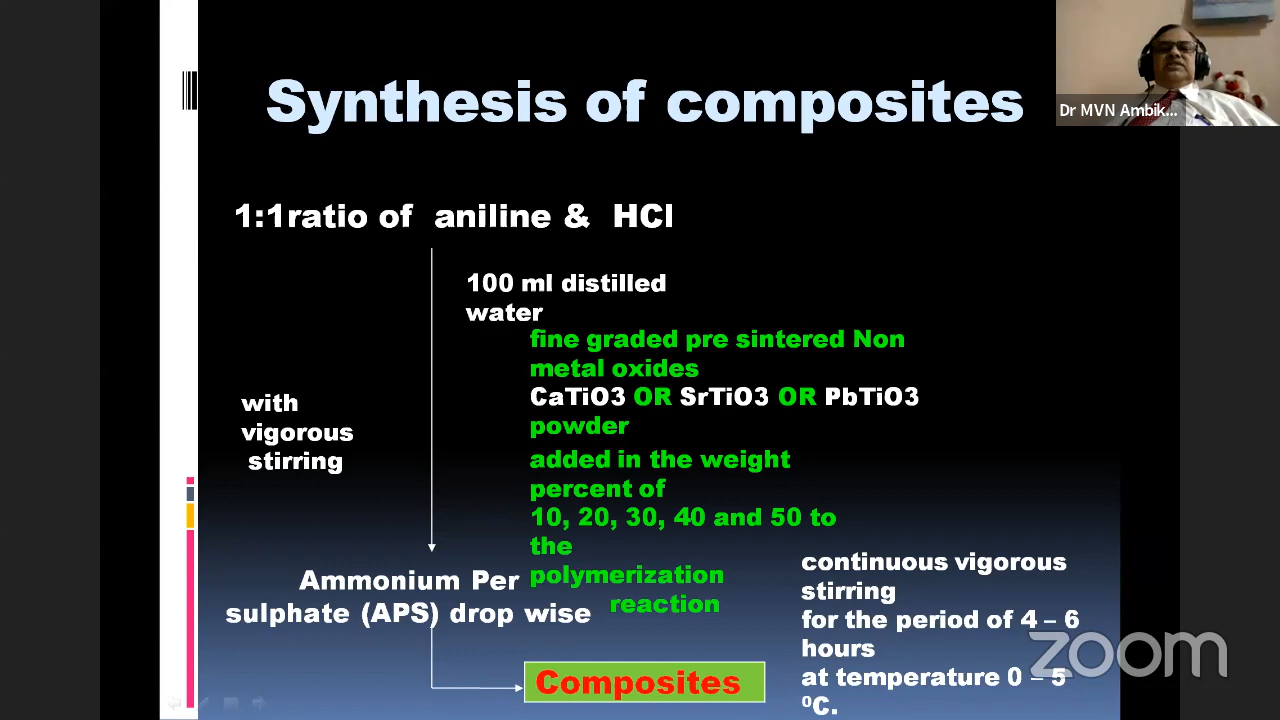 Synthesis of composites
Dr MVN Ambik...
1:1ratio of aniline & HCl
100 ml distilled
water
fine graded pre sintered Non
metal oxides
CaTiO3 OR SrTiO3 OR PbTiO3
powder
with
vigorous
stirring
added in the weight
percent of
10, 20, 30, 40 and 50 to
the
polymerization
reaction
Ammonium Per
sulphate (APS) drop wise
continuous vigorous
stirring
for the period of 4 – 6
hours
at temperature 0 – 5
⁰C.
Composites
zoom